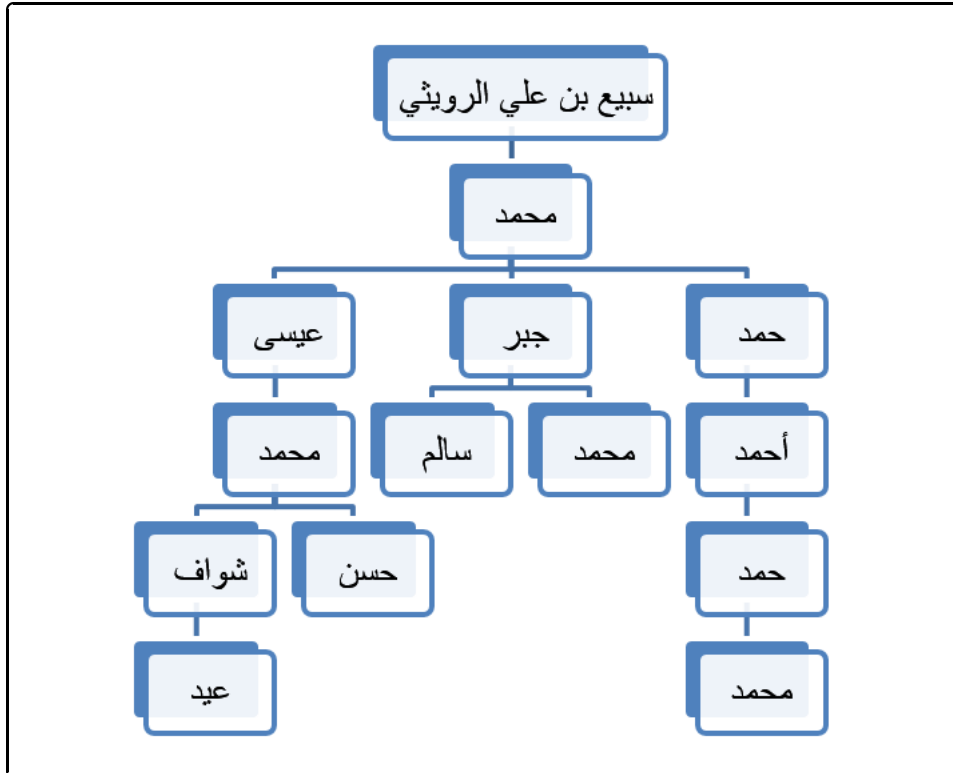 سبيع بن علي الرويثي
محمد
حمد
جبر
عيسى
أحمد
محمد
سالم
محمد
حمد
حسن
شواف
محمد
عيد